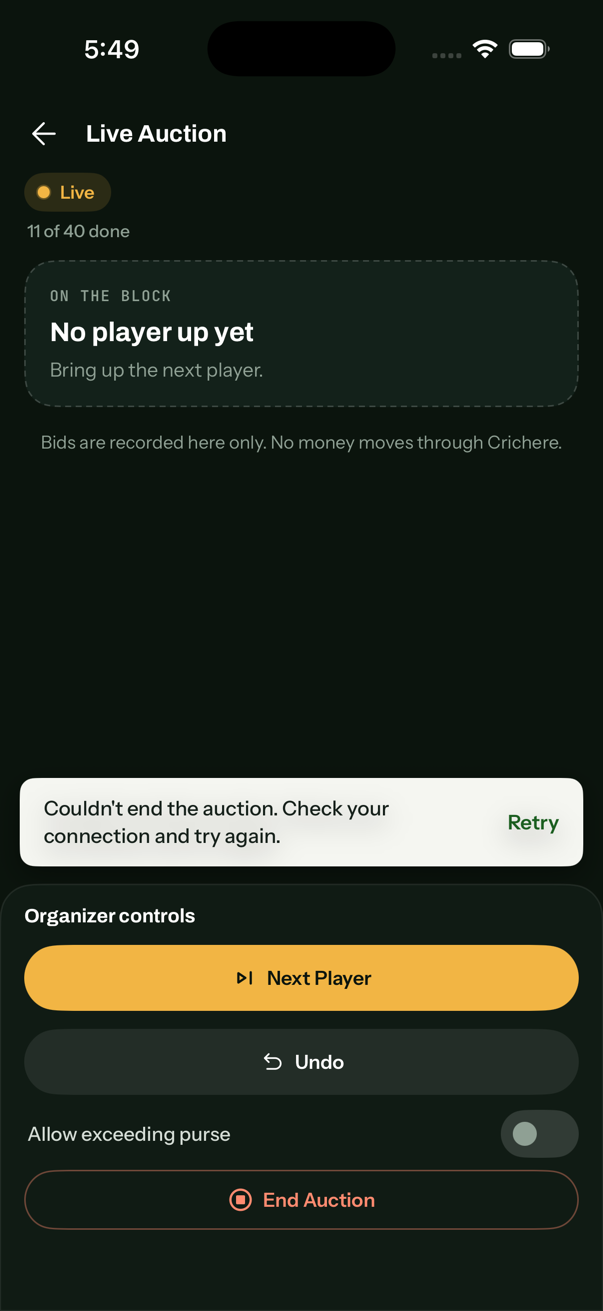 5:49
Live Auction
Live
11 of 40 done
ON THE BLOCK
No player up yet
Bring up the next player.
Bids are recorded here only. No money moves through Crichere.
Couldn't end the auction. Check your
connection and try again.
Retry
Organizer controls
Next Player
Undo
Allow exceeding purse
End Auction